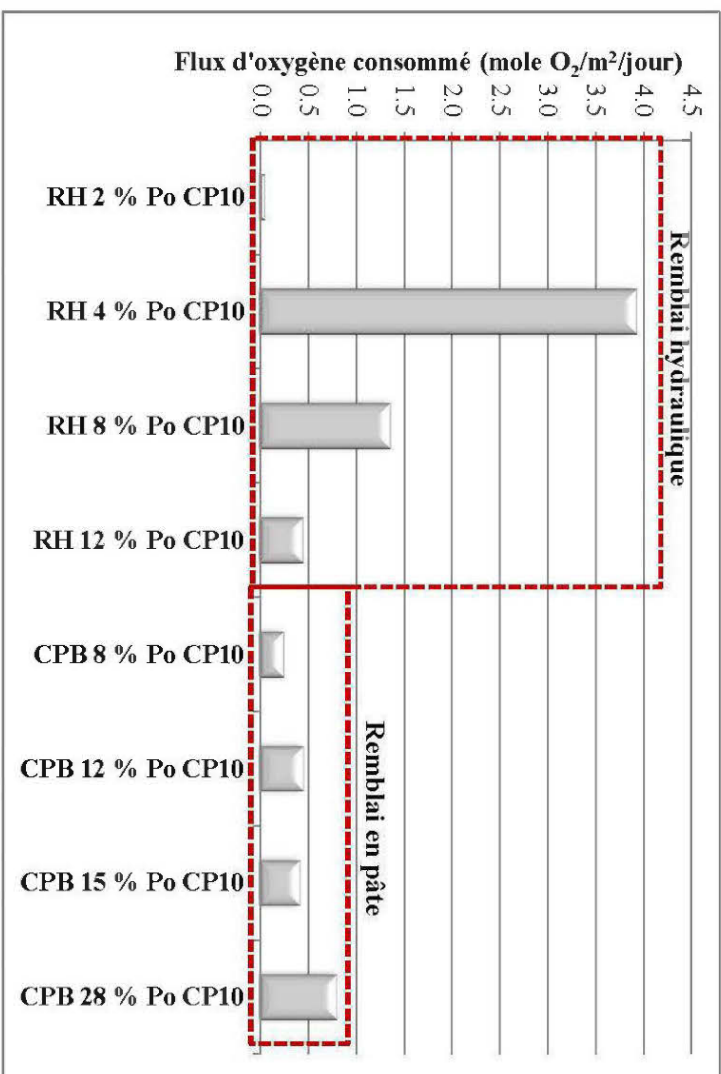 Flux d'oxygène consommé (mole O₂/m²/jour)
0.0
0.5
1.0
1.5
2.0
2.5
3.0
3.5
4.0
4.5
Remblai hydraulique
Remblai en pâte
RH 2 % Po CP10
RH 4 % Po CP10
RH 8 % Po CP10
RH 12 % Po CP10
CPB 8 % Po CP10
CPB 12 % Po CP10
CPB 15 % Po CP10
CPB 28 % Po CP10